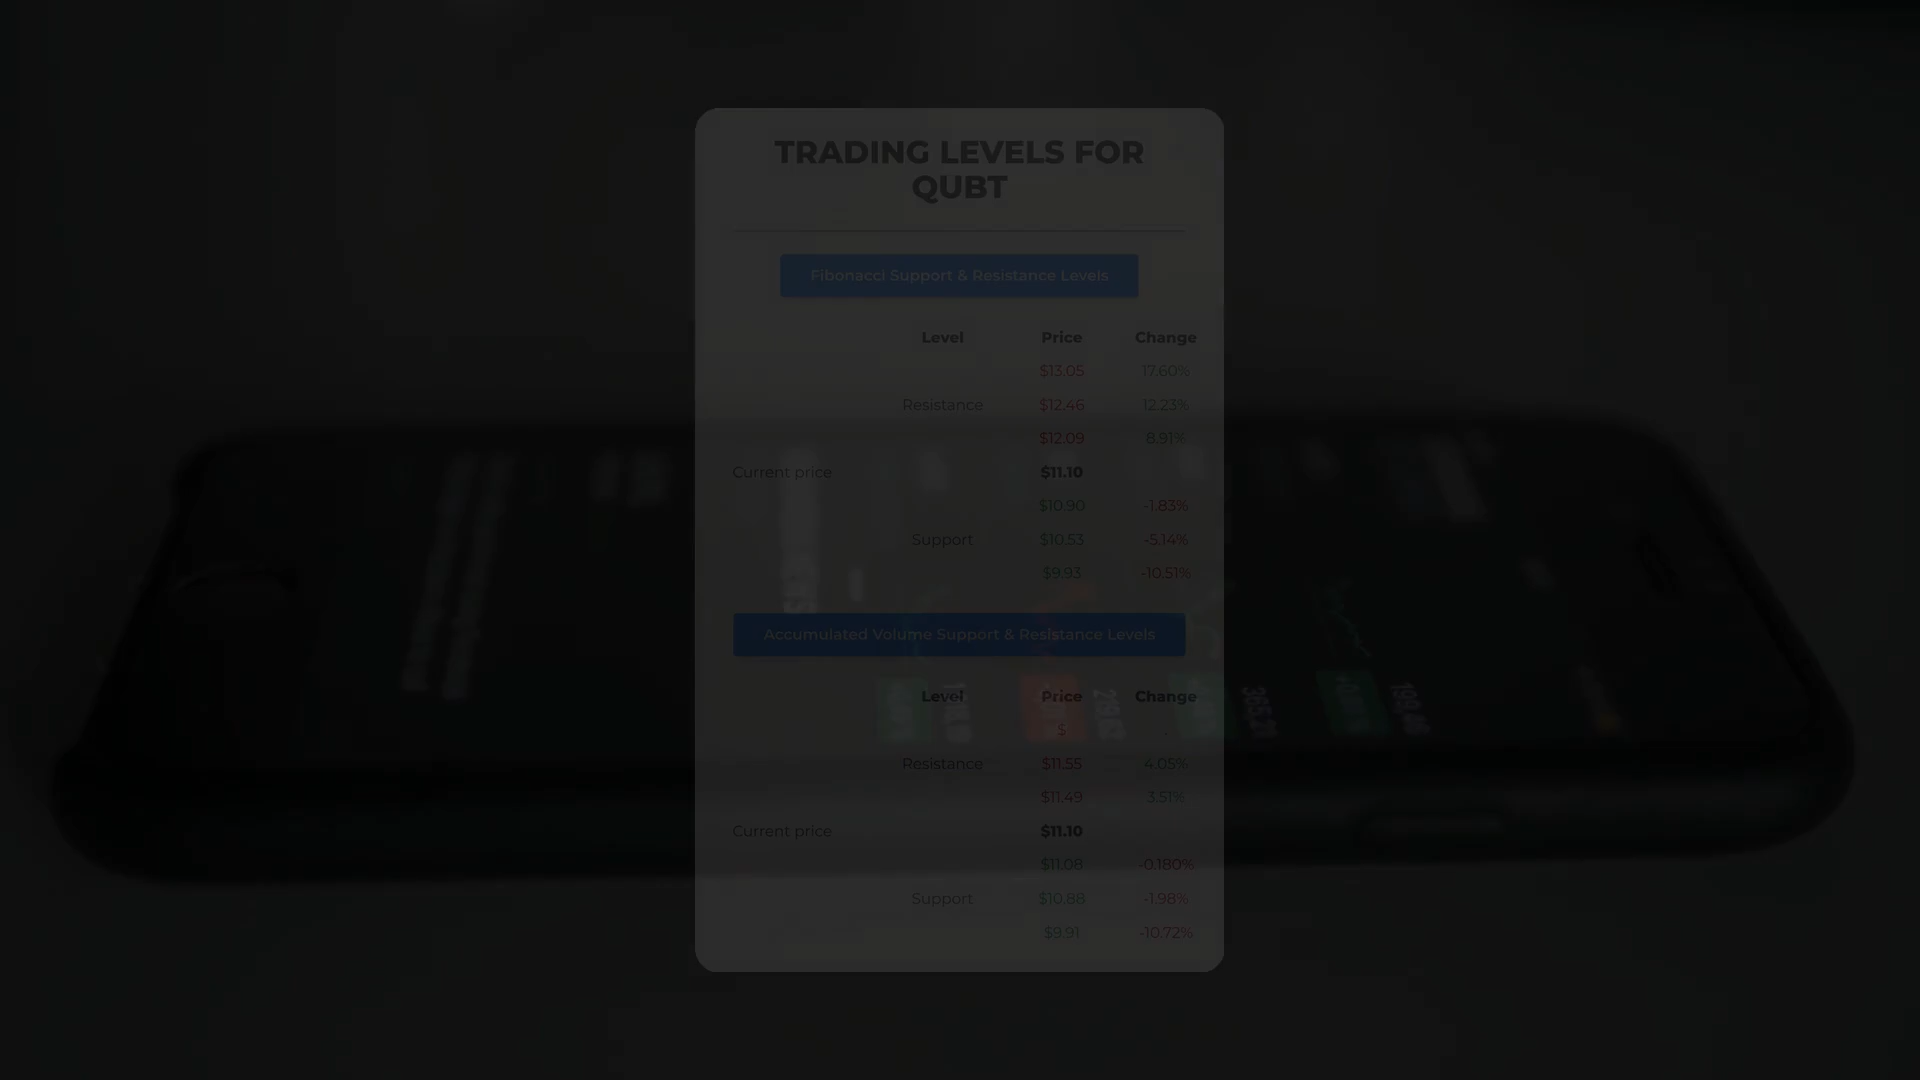 TRADING LEVELS FOR
QUBT
Fibonacci Support & Resistance Levels
Level Price Change
$13.05 17.60%
Resistance $12.46 12.23%
$12.09 8.91%
Current price $11.10
$10.90 -1.83%
Support $10.53 -5.14%
$9.93 -10.51%
Accumulated Volume Support & Resistance Levels
Level Price Change
$ -
Resistance $11.55 4.05%
$11.49 3.51%
Current price $11.10
$11.08 -0.180%
Support $10.88 -1.98%
$9.91 -10.72%